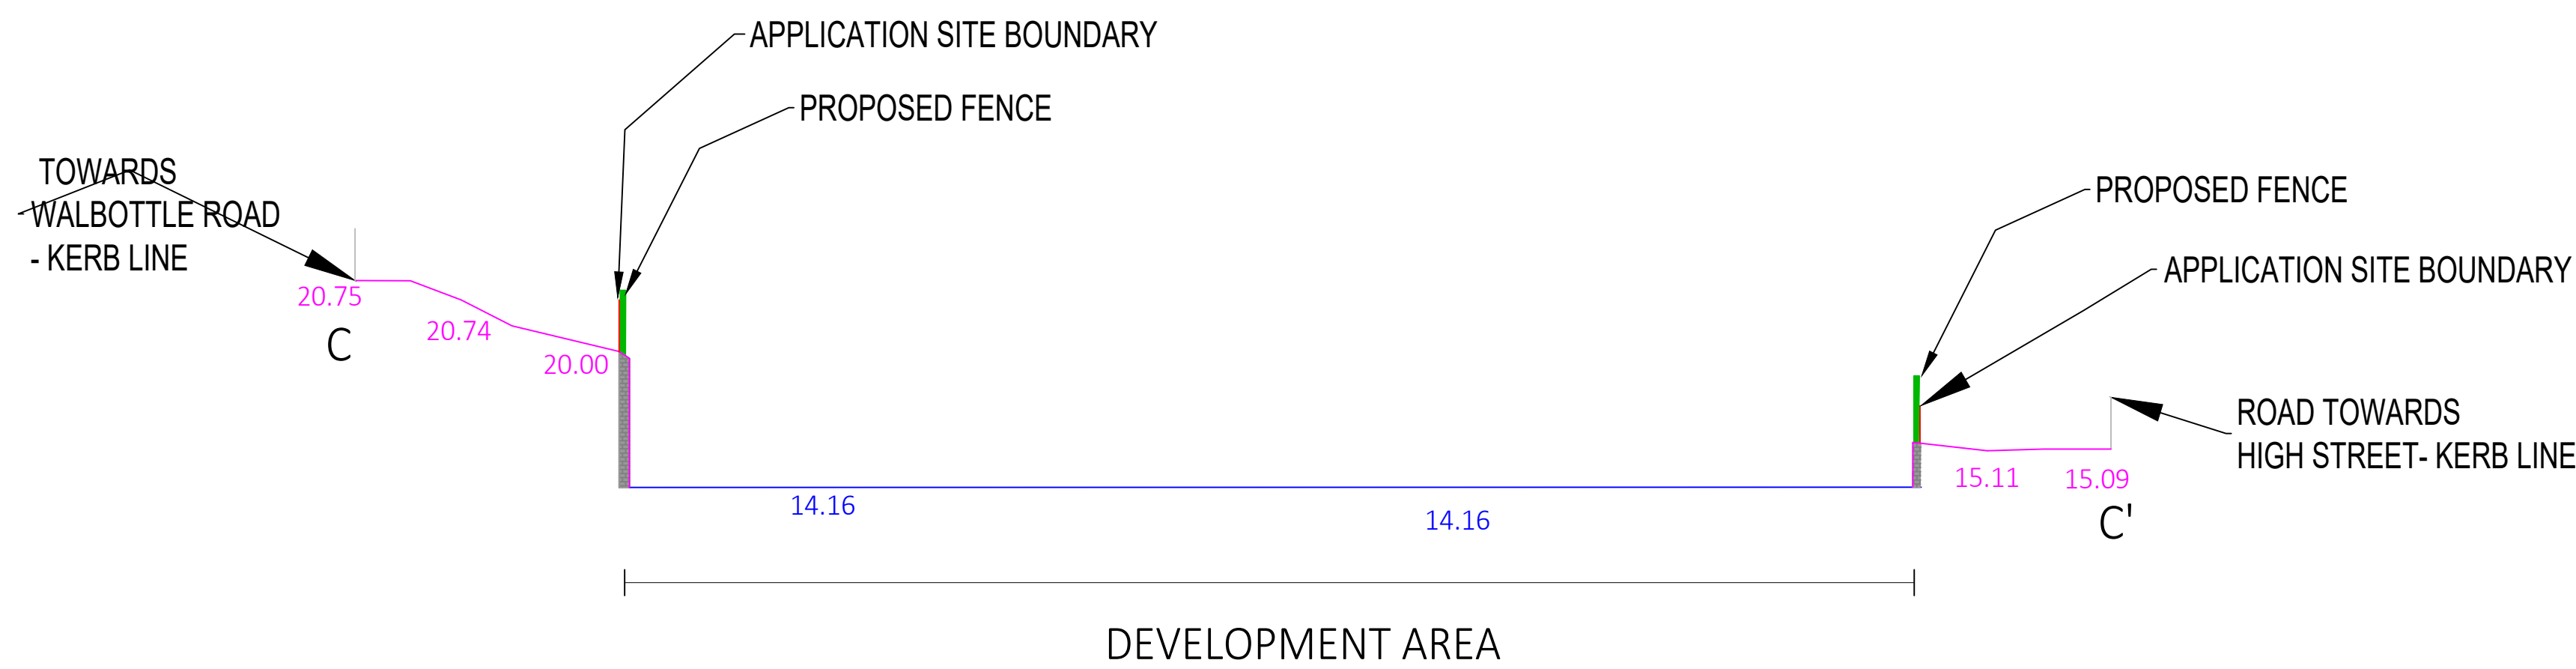 APPLICATION SITE BOUNDARY
PROPOSED FENCE
TOWARDS
WALBOTTLE ROAD
- KERB LINE
PROPOSED FENCE
APPLICATION SITE BOUNDARY
20.75
20.74
C
20.00
ROAD TOWARDS
HIGH STREET- KERB LINE
15.11
15.09
14.16
14.16
C'
DEVELOPMENT AREA